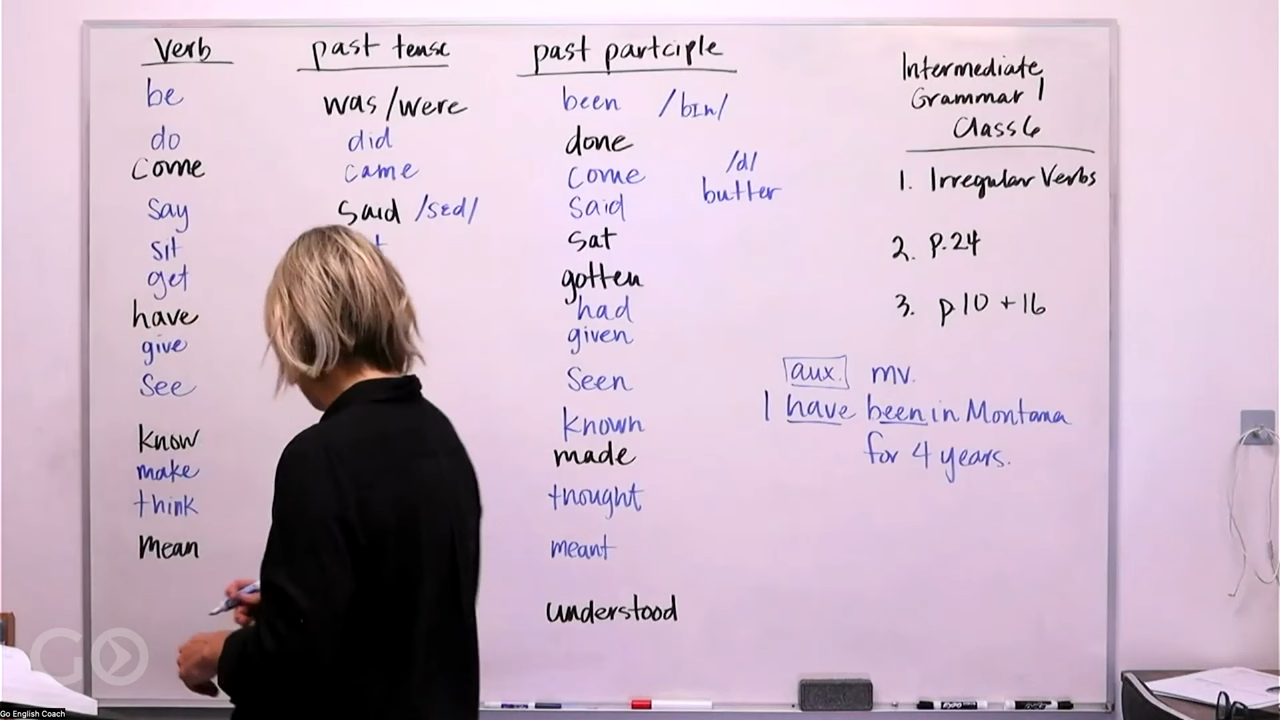 Verb past tense past partciple
be was/were been /bɪn/
do did done
come came come /d/
butter
say said /sɛd/ said
sit sat
get gotten
have had
give given
see seen
know known
make made
think thought
mean meant
understood
Intermediate
Grammar 1
Class 6
1. Irregular Verbs
2. p.24
3. p 10 + 16
aux. mv.
I have been in Montana
for 4 years.
EXPO
GO
Go English Coach